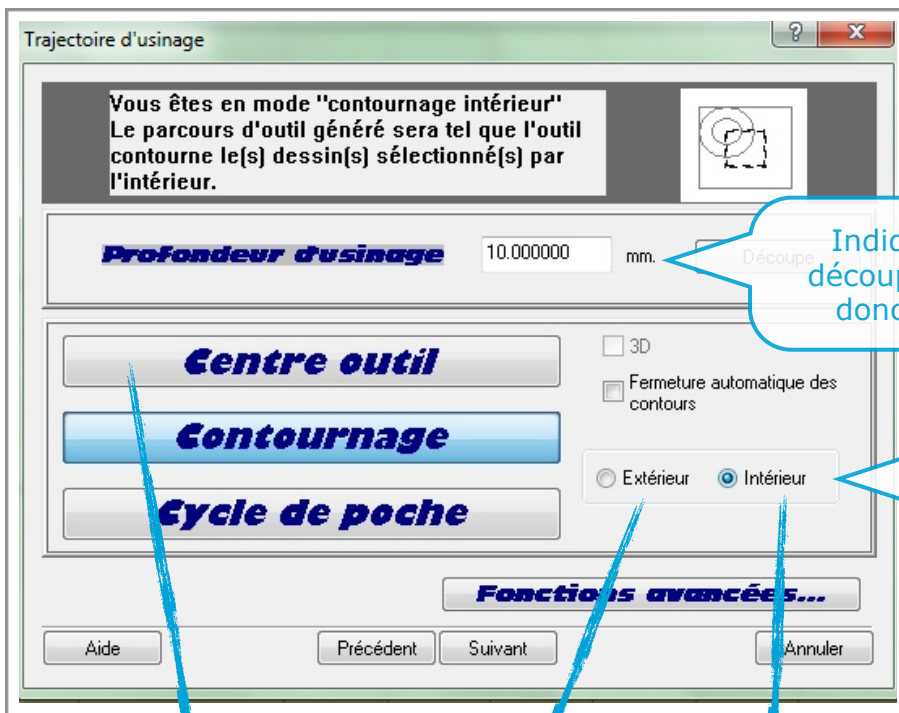 Trajectoire d'usinage
Vous êtes en mode "contournage intérieur"
Le parcours d'outil généré sera tel que l'outil
contourne le(s) dessin(s) sélectionné(s) par
l'intérieur.
Profondeur d'usinage 10.000000 mm. Découpe
Centre outil
Contournage
Cycle de poche
3D
Fermeture automatique des
contours
Extérieur Intérieur
Fonctions avancées...
Aide Précédent Suivant Annuler
découp
donc